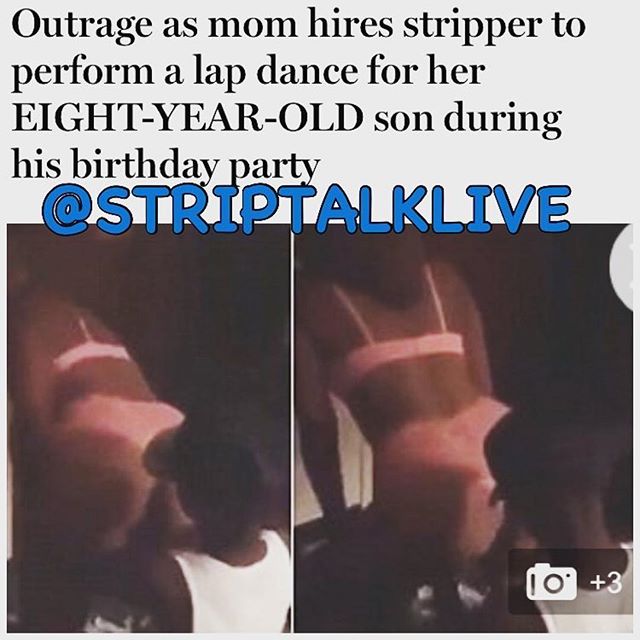 Outrage as mom hires stripper to
perform a lap dance for her
EIGHT-YEAR-OLD son during
his birthday party
@STRIPTALKLIVE
+3